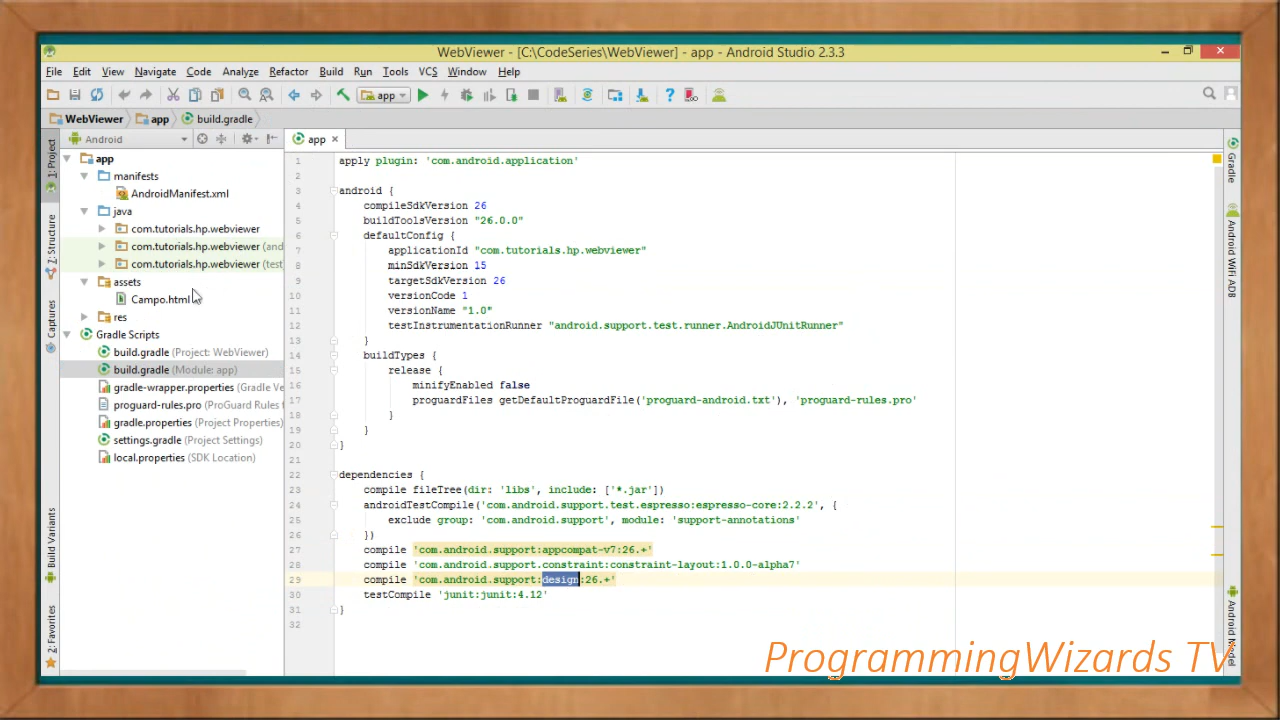 WebViewer - [C:\CodeSeries\WebViewer] - app - Android Studio 2.3.3
File Edit View Navigate Code Analyze Refactor Build Run Tools VCS Window Help
app
WebViewer app build.gradle
1: Project
Z: Structure
Captures
Build Variants
2: Favorites
Android
app
manifests
AndroidManifest.xml
java
com.tutorials.hp.webviewer
com.tutorials.hp.webviewer (and
com.tutorials.hp.webviewer (test
assets
Campo.html
res
Gradle Scripts
build.gradle (Project: WebViewer)
build.gradle (Module: app)
gradle-wrapper.properties (Gradle Ve
proguard-rules.pro (ProGuard Rules
gradle.properties (Project Properties)
settings.gradle (Project Settings)
local.properties (SDK Location)
app
1 apply plugin: 'com.android.application'
2
3 android {
4 compileSdkVersion 26
5 buildToolsVersion "26.0.0"
6 defaultConfig {
7 applicationId "com.tutorials.hp.webviewer"
8 minSdkVersion 15
9 targetSdkVersion 26
10 versionCode 1
11 versionName "1.0"
12 testInstrumentationRunner "android.support.test.runner.AndroidJUnitRunner"
13 }
14 buildTypes {
15 release {
16 minifyEnabled false
17 proguardFiles getDefaultProguardFile('proguard-android.txt'), 'proguard-rules.pro'
18 }
19 }
20 }
21
22 dependencies {
23 compile fileTree(dir: 'libs', include: ['*.jar'])
24 androidTestCompile('com.android.support.test.espresso:espresso-core:2.2.2', {
25 exclude group: 'com.android.support', module: 'support-annotations'
26 })
27 compile 'com.android.support:appcompat-v7:26.+'
28 compile 'com.android.support.constraint:constraint-layout:1.0.0-alpha7'
29 compile 'com.android.support:design:26.+'
30 testCompile 'junit:junit:4.12'
31 }
32
Gradle
Android WiFi ADB
Android Model
ProgrammingWizards TV